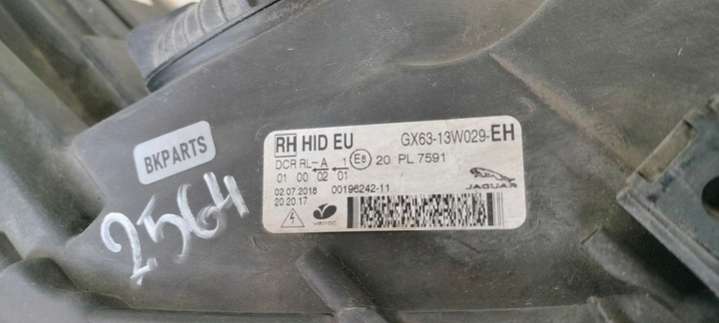 RH HID EU GX63-13W029-EH
DCR RL-A 1 E8 20 PL 7591
01 00 02 01
02.07.2018 00196242-11
20:20:17
JAGUAR
BKPARTS
2564